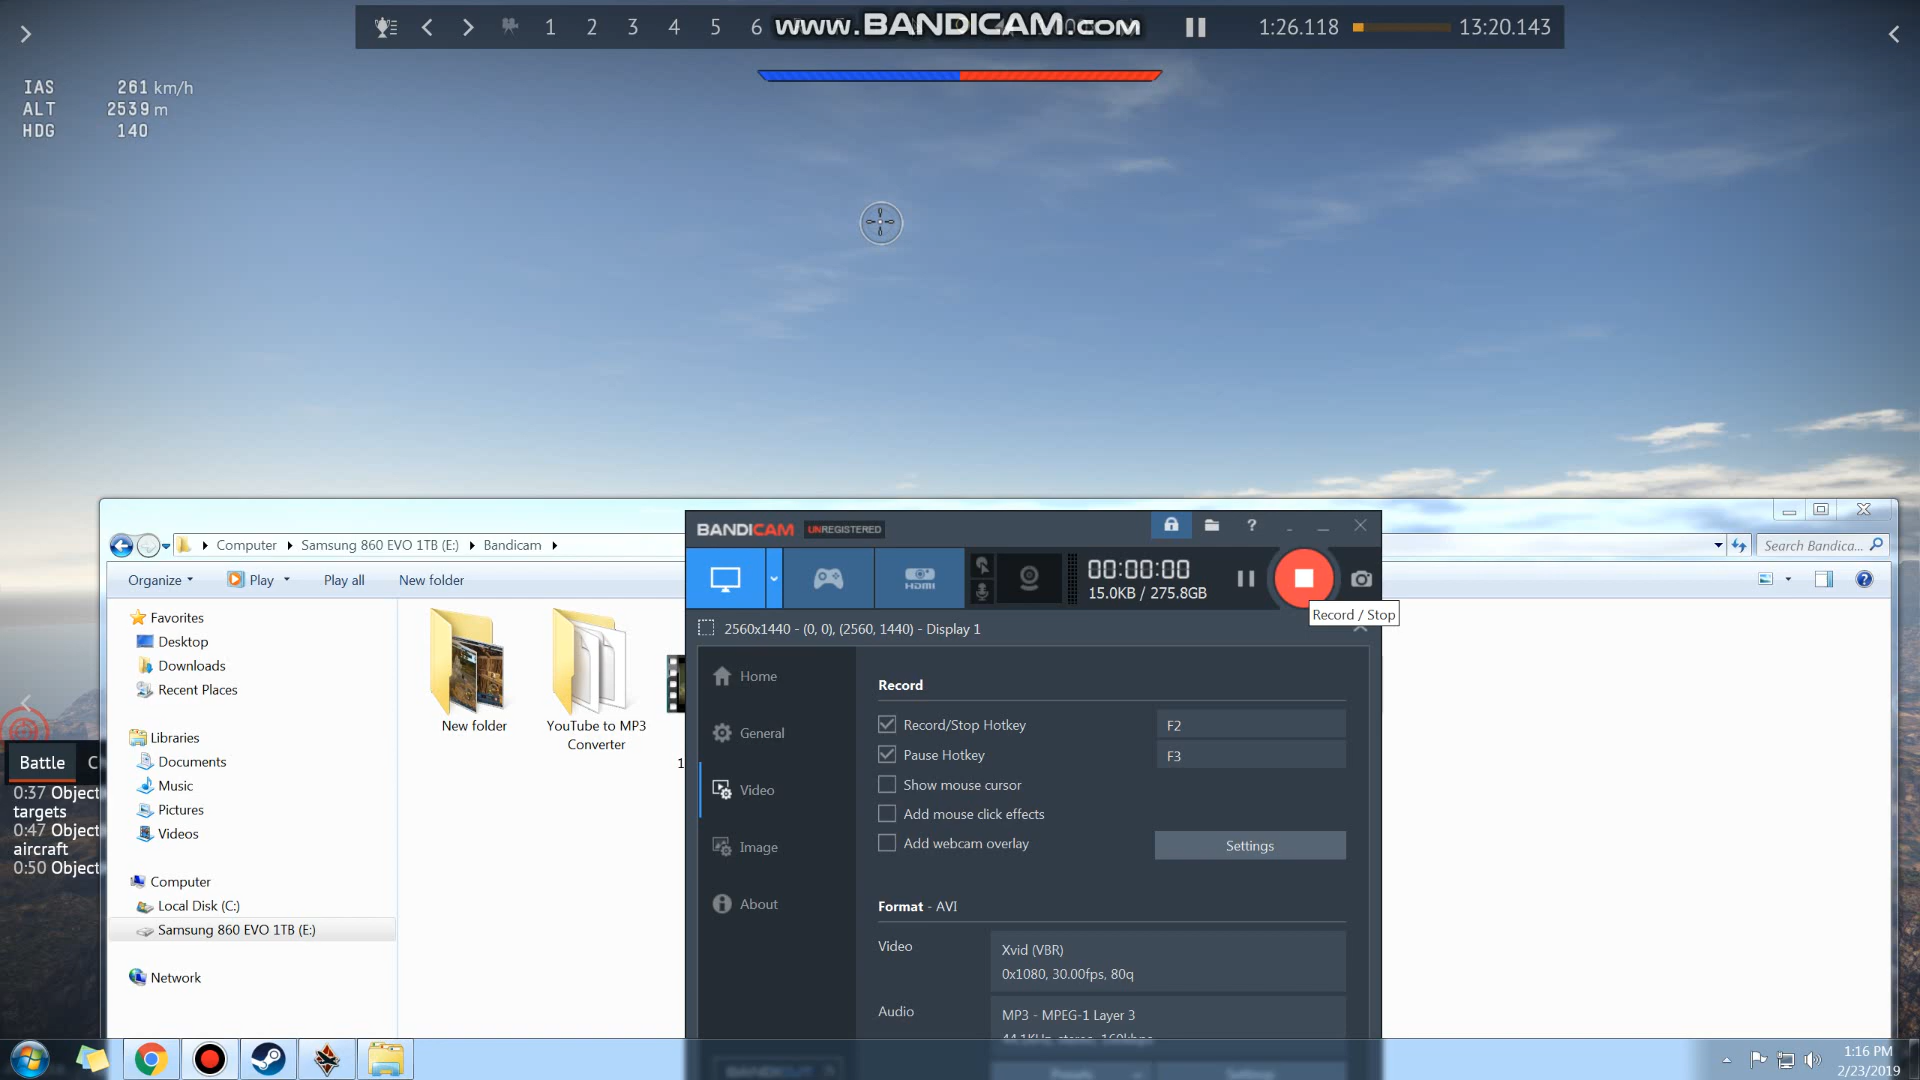 1 2 3 4 5 6
www.BANDICAM.com
1:26.118 13:20.143
IAS 261 km/h
ALT 2539 m
HDG 140
Computer Samsung 860 EVO 1TB (E:) Bandicam
Search Bandica...
Organize Play Play all New folder
Favorites
Desktop
Downloads
Recent Places
Libraries
Documents
Music
Pictures
Videos
Computer
Local Disk (C:)
Samsung 860 EVO 1TB (E:)
Network
New folder
YouTube to MP3
Converter
1
BANDICAM UNREGISTERED
?
HDMI
00:00:00
15.0KB / 275.8GB
Record / Stop
2560x1440 - (0, 0), (2560, 1440) - Display 1
Home
General
Video
Image
About
Record
Record/Stop Hotkey F2
Pause Hotkey F3
Show mouse cursor
Add mouse click effects
Add webcam overlay Settings
Format - AVI
Video
Xvid (VBR)
0x1080, 30.00fps, 80q
Audio
MP3 - MPEG-1 Layer 3
Battle C
0:37 Object
targets
0:47 Object
aircraft
0:50 Object
1:16 PM
2/23/2019